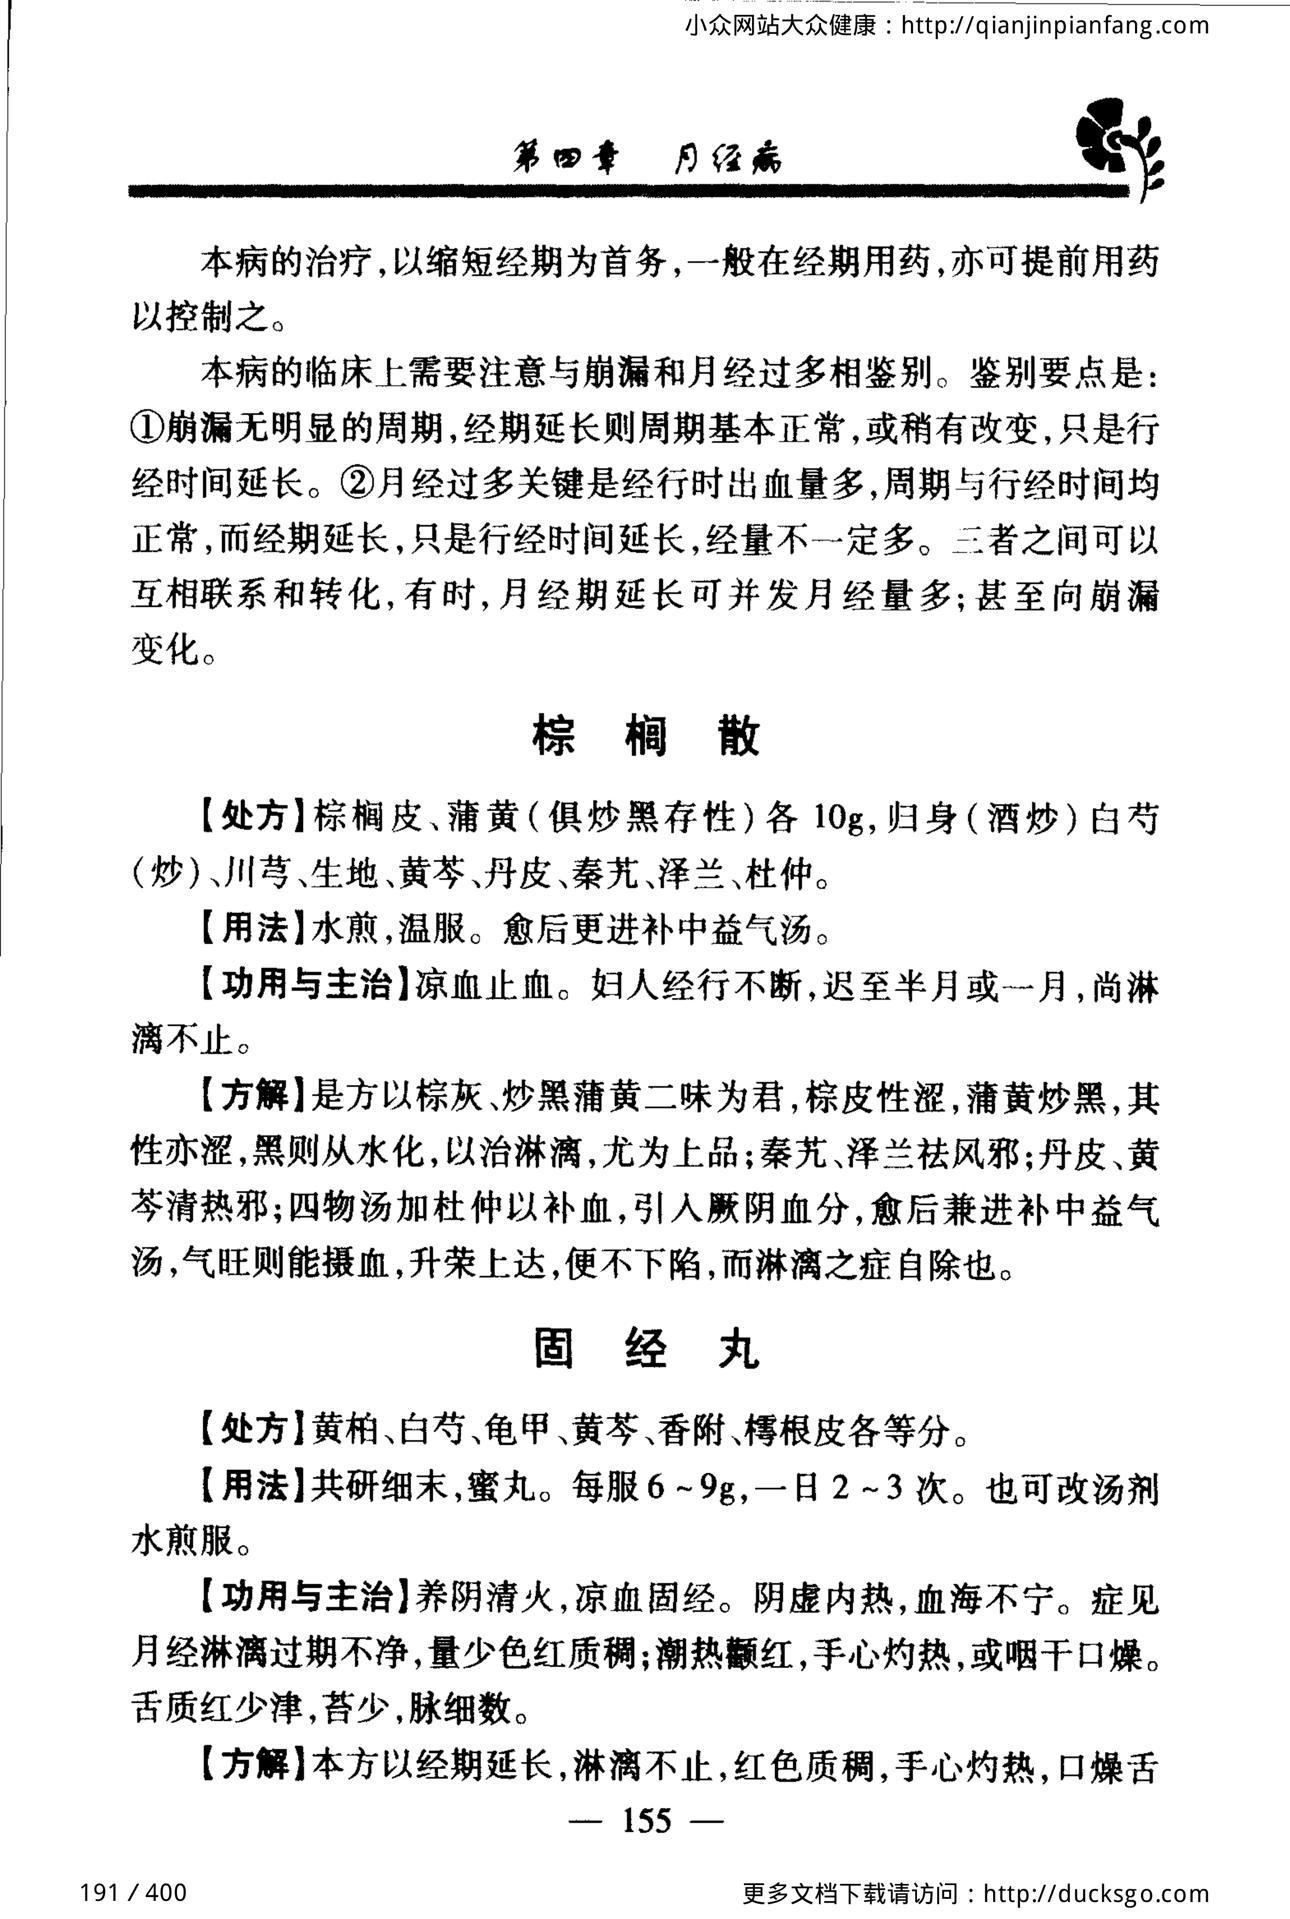 小众网站大众健康：http://qianjinpianfang.com
第四章 月经病
本病的治疗,以缩短经期为首务,一般在经期用药,亦可提前用药
以控制之。
本病的临床上需要注意与崩漏和月经过多相鉴别。鉴别要点是:
①崩漏无明显的周期,经期延长则周期基本正常,或稍有改变,只是行
经时间延长。②月经过多关键是经行时出血量多,周期与行经时间均
正常,而经期延长,只是行经时间延长,经量不一定多。三者之间可以
互相联系和转化,有时,月经期延长可并发月经量多;甚至向崩漏
变化。
棕榈散
【处方】棕榈皮、蒲黄(俱炒黑存性)各 10g,归身(酒炒)白芍
(炒)、川芎、生地、黄芩、丹皮、秦艽、泽兰、杜仲。
【用法】水煎,温服。愈后更进补中益气汤。
【功用与主治】凉血止血。妇人经行不断,迟至半月或一月,尚淋
漓不止。
【方解】是方以棕灰、炒黑蒲黄二味为君,棕皮性涩,蒲黄炒黑,其
性亦涩,黑则从水化,以治淋漓,尤为上品;秦艽、泽兰祛风邪;丹皮、黄
芩清热邪;四物汤加杜仲以补血,引入厥阴血分,愈后兼进补中益气
汤,气旺则能摄血,升荣上达,便不下陷,而淋漓之症自除也。
固经丸
【处方】黄柏、白芍、龟甲、黄芩、香附、樗根皮各等分。
【用法】共研细末,蜜丸。每服6~9g,一日2~3次。也可改汤剂
水煎服。
【功用与主治】养阴清火,凉血固经。阴虚内热,血海不宁。症见
月经淋漓过期不净,量少色红质稠;潮热颧红,手心灼热,或咽干口燥。
舌质红少津,苔少,脉细数。
【方解】本方以经期延长,淋漓不止,红色质稠,手心灼热,口燥舌
— 155 —
191 / 400
更多文档下载请访问：http://ducksgo.com